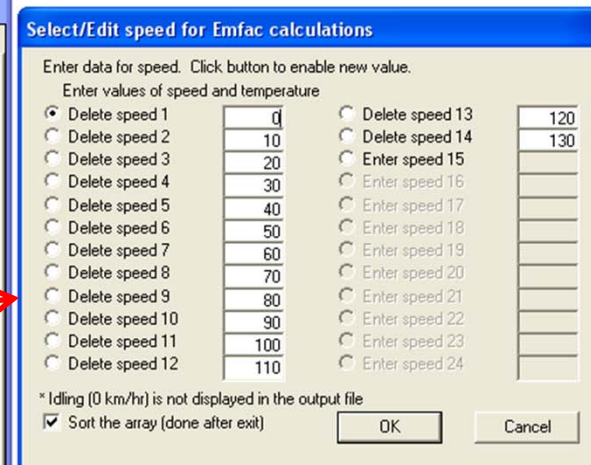 Select/Edit speed for Emfac calculations
Enter data for speed. Click button to enable new value.
Enter values of speed and temperature
Delete speed 1 0
Delete speed 2 10
Delete speed 3 20
Delete speed 4 30
Delete speed 5 40
Delete speed 6 50
Delete speed 7 60
Delete speed 8 70
Delete speed 9 80
Delete speed 10 90
Delete speed 11 100
Delete speed 12 110
Delete speed 13 120
Delete speed 14 130
Enter speed 15
Enter speed 16
Enter speed 17
Enter speed 18
Enter speed 19
Enter speed 20
Enter speed 21
Enter speed 22
Enter speed 23
Enter speed 24
* Idling (0 km/hr) is not displayed in the output file
Sort the array (done after exit)
OK
Cancel